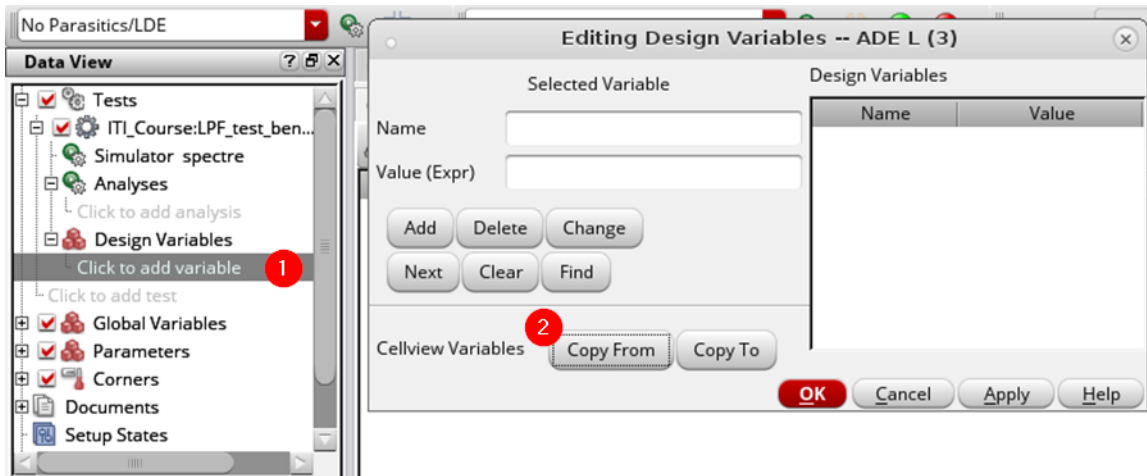 No Parasitics/LDE
Data View
Tests
ITI_Course:LPF_test_ben...
Simulator spectre
Analyses
Click to add analysis
Design Variables
Click to add variable 1
Click to add test
Global Variables
Parameters
Corners
Documents
Setup States
Editing Design Variables -- ADE L (3)
Selected Variable
Name
Value (Expr)
Add Delete Change
Next Clear Find
2
Cellview Variables Copy From Copy To
Design Variables
Name Value
OK Cancel Apply Help